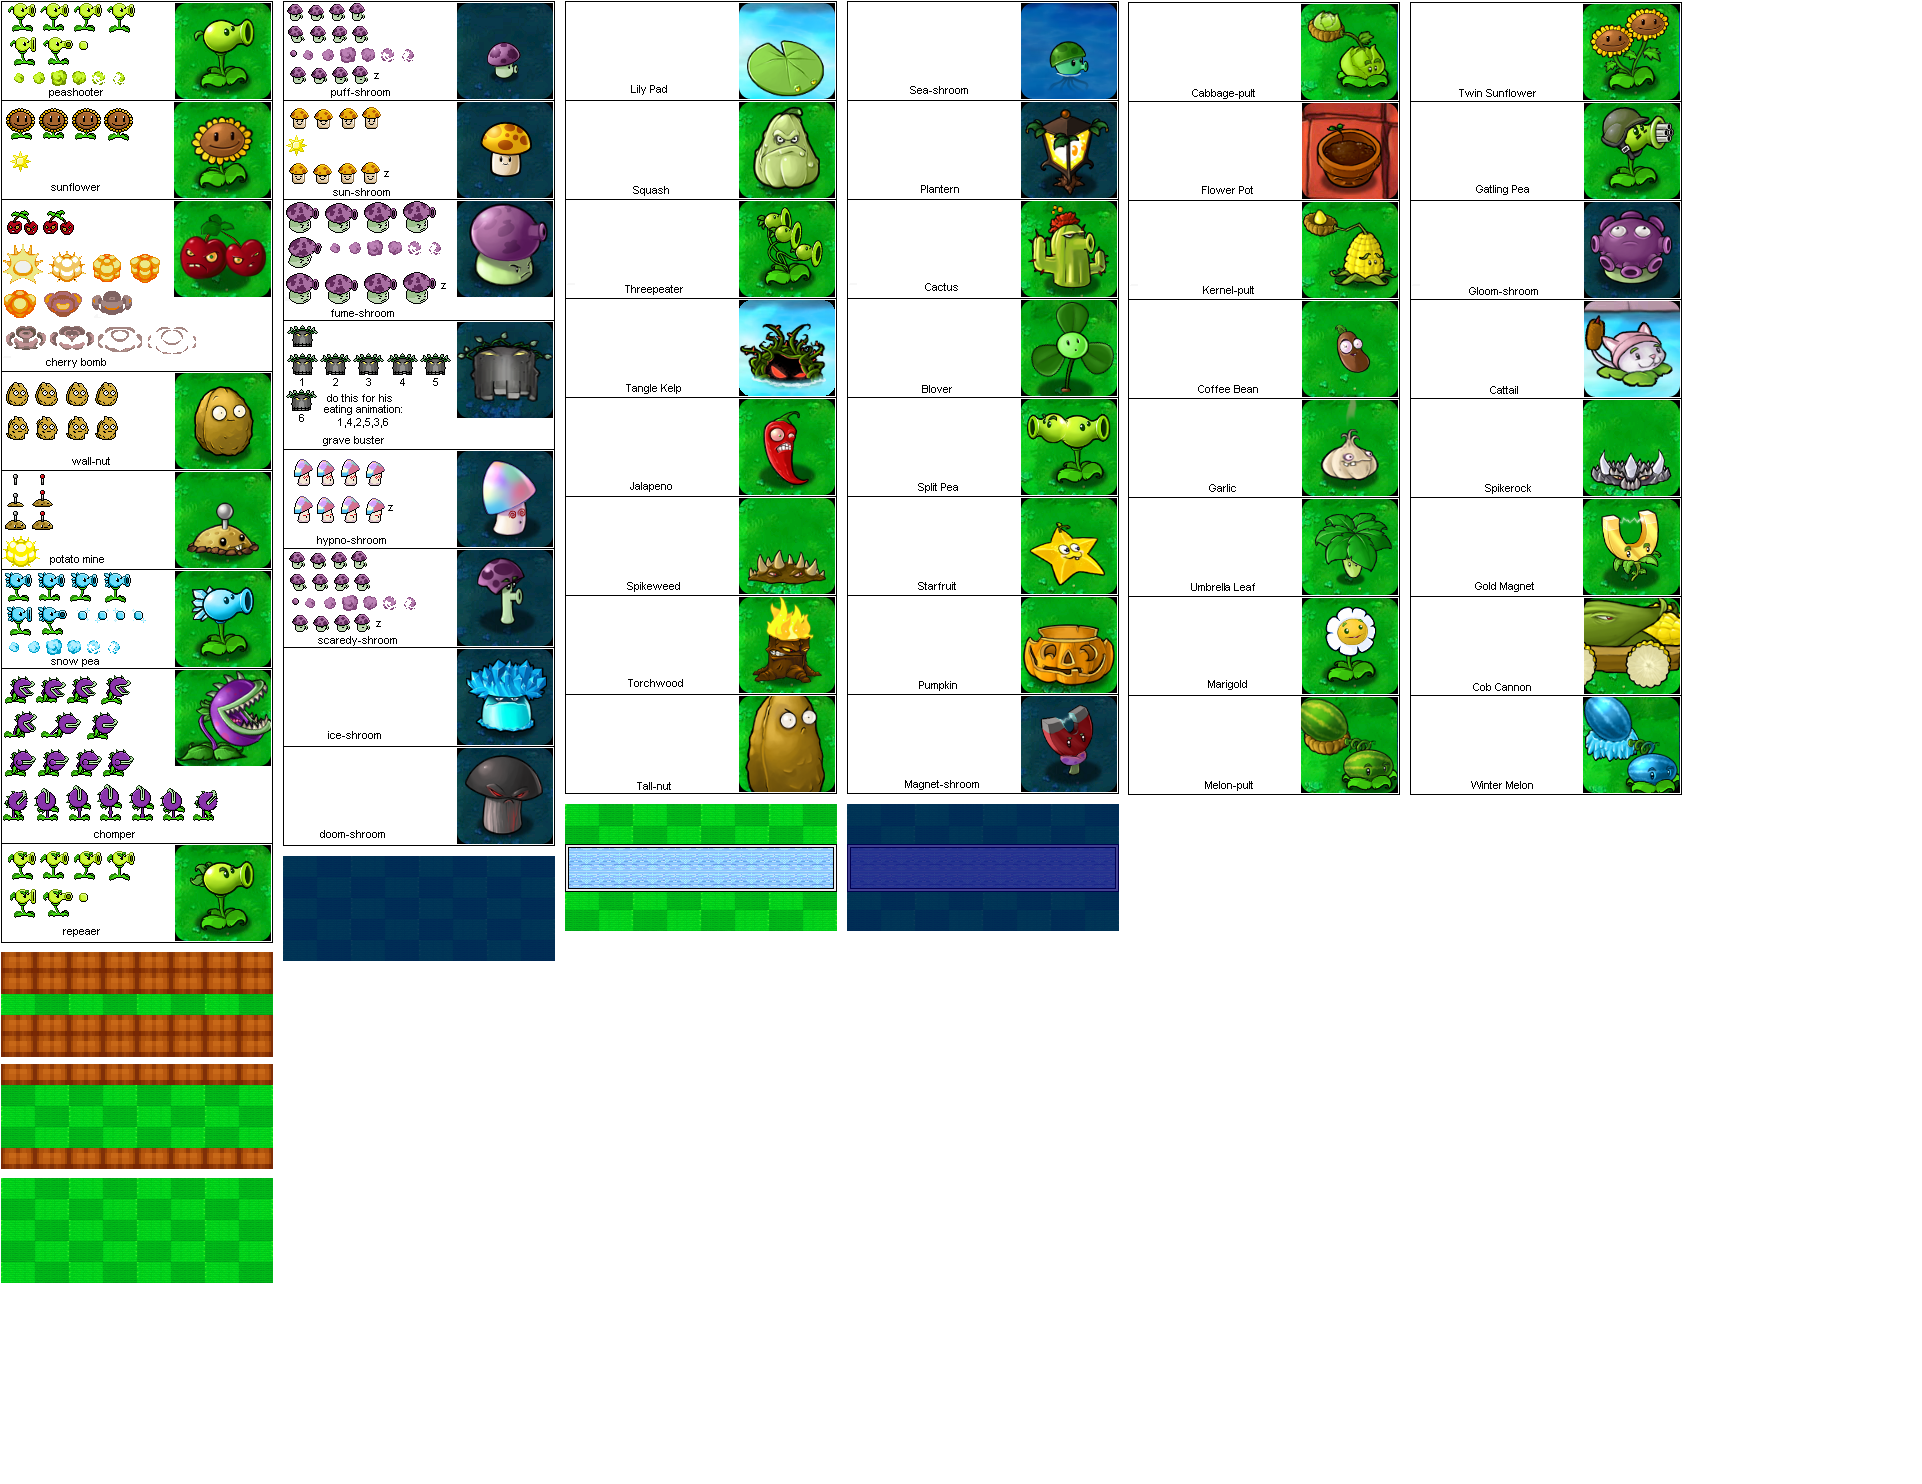 peashooter
sunflower
cherry bomb
wall-nut
potato mine
snow pea
chomper
repeaer
puff-shroom
z
sun-shroom
z
fume-shroom
z
1 2 3 4 5
6
do this for his
eating animation:
1,4,2,5,3,6
grave buster
hypno-shroom
z
scaredy-shroom
z
ice-shroom
doom-shroom
Lily Pad
Squash
Threepeater
Tangle Kelp
Jalapeno
Spikeweed
Torchwood
Tall-nut
Sea-shroom
Plantern
Cactus
Blover
Split Pea
Starfruit
Pumpkin
Magnet-shroom
Cabbage-pult
Flower Pot
Kernel-pult
Coffee Bean
Garlic
Umbrella Leaf
Marigold
Melon-pult
Twin Sunflower
Gatling Pea
Gloom-shroom
Cattail
Spikerock
Gold Magnet
Cob Cannon
Winter Melon